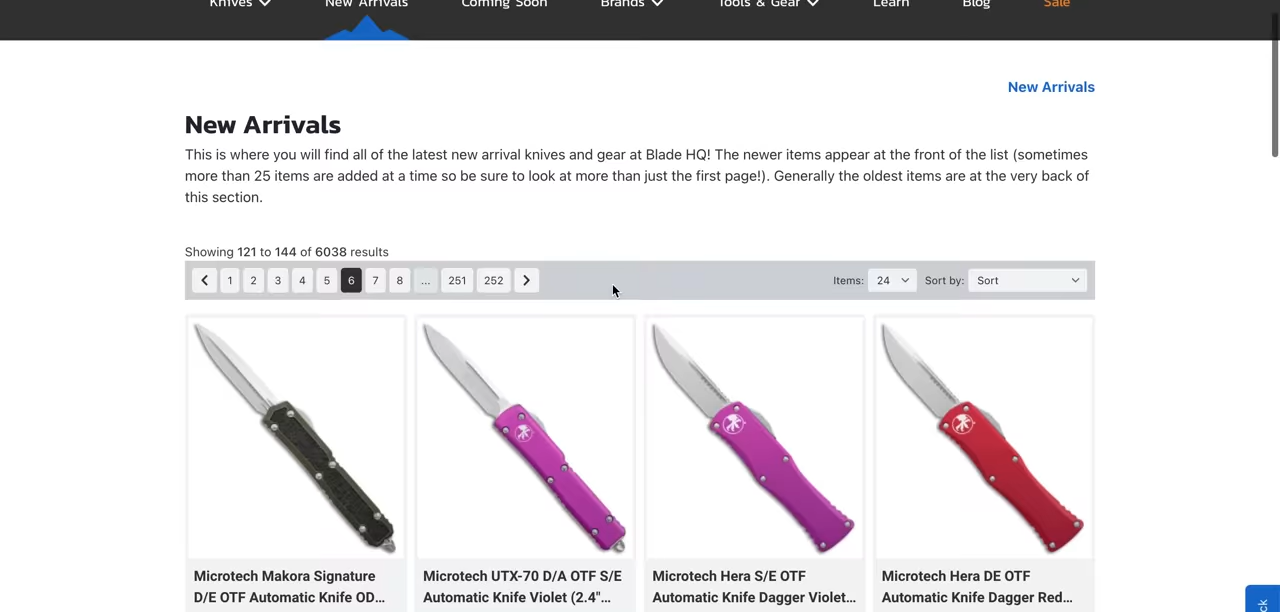 Knives New Arrivals Coming Soon Brands Tools & Gear Learn Blog Sale
New Arrivals
New Arrivals
This is where you will find all of the latest new arrival knives and gear at Blade HQ! The newer items appear at the front of the list (sometimes
more than 25 items are added at a time so be sure to look at more than just the first page!). Generally the oldest items are at the very back of
this section.
Showing 121 to 144 of 6038 results
1 2 3 4 5 6 7 8 ... 251 252 Items: 24 Sort by: Sort
Microtech Makora Signature
D/E OTF Automatic Knife OD...
Microtech UTX-70 D/A OTF S/E
Automatic Knife Violet (2.4"...
Microtech Hera S/E OTF
Automatic Knife Dagger Violet...
Microtech Hera DE OTF
Automatic Knife Dagger Red...